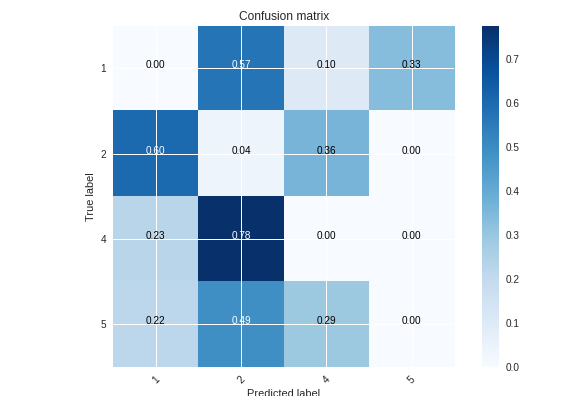 Confusion matrix
1 0.00 0.57 0.10 0.33
2 0.60 0.04 0.36 0.00
4 0.23 0.78 0.00 0.00
5 0.22 0.49 0.29 0.00
1 2 4 5
True label
Predicted label
0.7
0.6
0.5
0.4
0.3
0.2
0.1
0.0